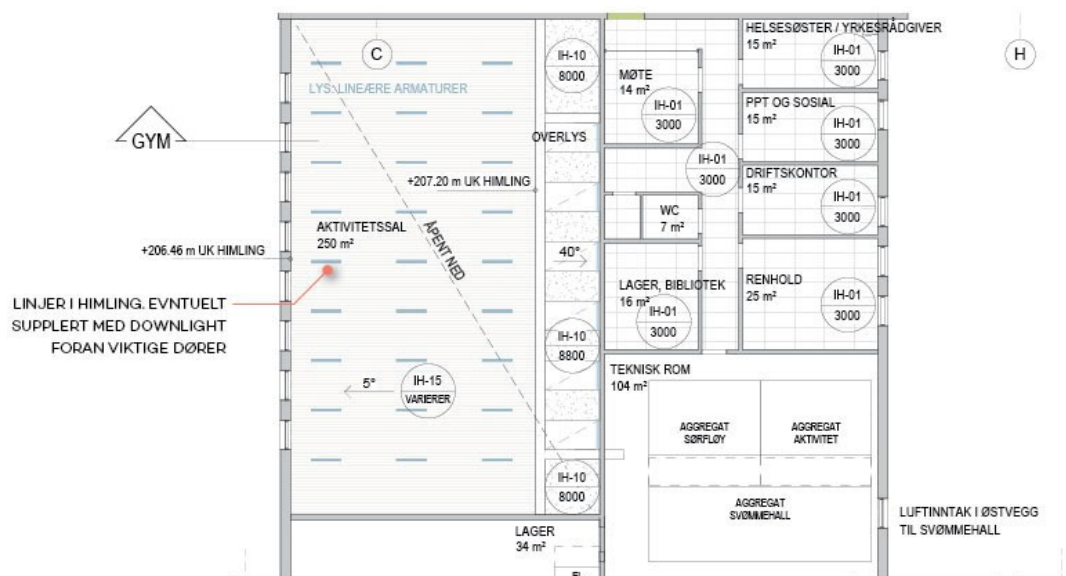 HELSESØSTER / YRKESRÅDGIVER
15 m²
IH-01
3000
C
H
IH-10
8000
MØTE
14 m²
IH-01
3000
LYS: LINEÆRE ARMATURER
PPT OG SOSIAL
15 m²
IH-01
3000
GYM
OVERLYS
IH-01
3000
DRIFTSKONTOR
15 m²
IH-01
3000
+207.20 m UK HIMLING
WC
7 m²
AKTIVITETSSAL
250 m²
ÅPENT NED
+206.46 m UK HIMLING
40°
LAGER, BIBLIOTEK
16 m²
IH-01
3000
RENHOLD
25 m²
IH-01
3000
LINJER I HIMLING. EVNTUELT
SUPPLERT MED DOWNLIGHT
FORAN VIKTIGE DØRER
IH-10
8800
TEKNISK ROM
104 m²
5°
IH-15
VARIERER
AGGREGAT
SØRFLØY
AGGREGAT
AKTIVITET
IH-10
8000
AGGREGAT
SVØMMEHALL
LUFTINNTAK I ØSTVEGG
TIL SVØMMEHALL
LAGER
34 m²